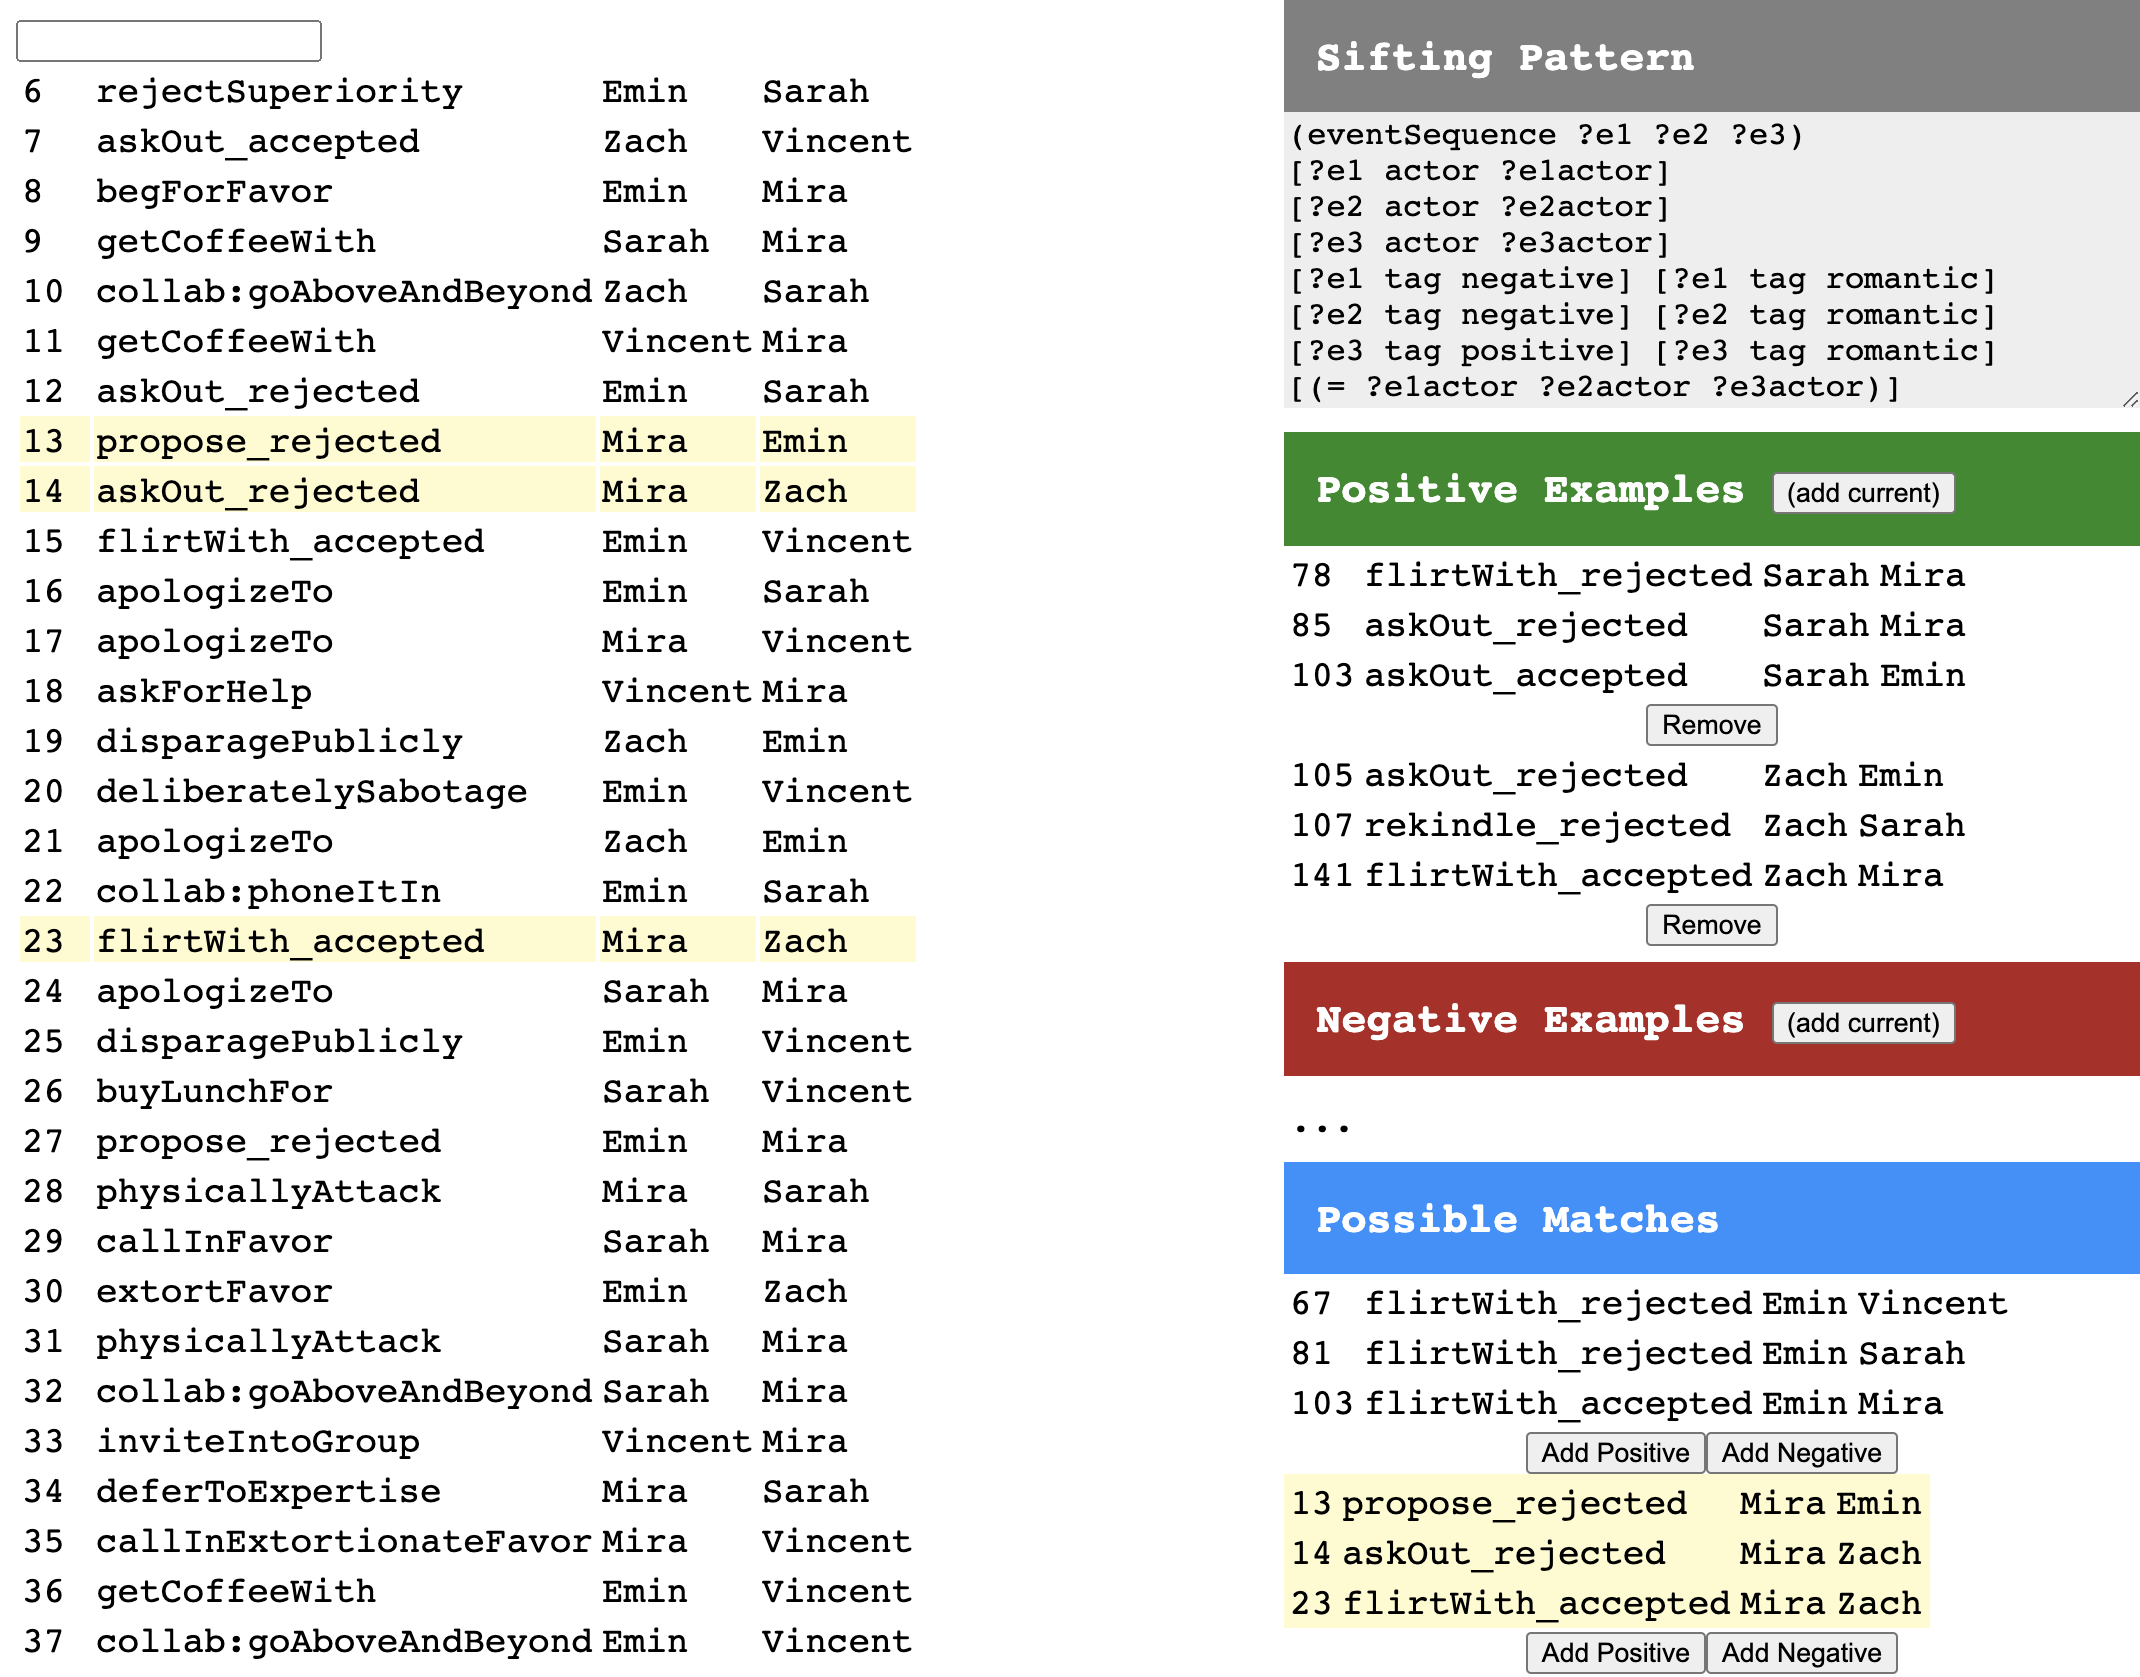 6 rejectSuperiority Emin Sarah
7 askOut_accepted Zach Vincent
8 begForFavor Emin Mira
9 getCoffeeWith Sarah Mira
10 collab:goAboveAndBeyond Zach Sarah
11 getCoffeeWith Vincent Mira
12 askOut_rejected Emin Sarah
13 propose_rejected Mira Emin
14 askOut_rejected Mira Zach
15 flirtWith_accepted Emin Vincent
16 apologizeTo Emin Sarah
17 apologizeTo Mira Vincent
18 askForHelp Vincent Mira
19 disparagePublicly Zach Emin
20 deliberatelySabotage Emin Vincent
21 apologizeTo Zach Emin
22 collab:phoneItIn Emin Sarah
23 flirtWith_accepted Mira Zach
24 apologizeTo Sarah Mira
25 disparagePublicly Emin Vincent
26 buyLunchFor Sarah Vincent
27 propose_rejected Emin Mira
28 physicallyAttack Mira Sarah
29 callInFavor Sarah Mira
30 extortFavor Emin Zach
31 physicallyAttack Sarah Mira
32 collab:goAboveAndBeyond Sarah Mira
33 inviteIntoGroup Vincent Mira
34 deferToExpertise Mira Sarah
35 callInExtortionateFavor Mira Vincent
36 getCoffeeWith Emin Vincent
37 collab:goAboveAndBeyond Emin Vincent
Sifting Pattern
(eventSequence ?e1 ?e2 ?e3)
[?e1 actor ?e1actor]
[?e2 actor ?e2actor]
[?e3 actor ?e3actor]
[?e1 tag negative] [?e1 tag romantic]
[?e2 tag negative] [?e2 tag romantic]
[?e3 tag positive] [?e3 tag romantic]
[(= ?e1actor ?e2actor ?e3actor)]
Positive Examples (add current)
78 flirtWith_rejected Sarah Mira
85 askOut_rejected Sarah Mira
103 askOut_accepted Sarah Emin
Remove
105 askOut_rejected Zach Emin
107 rekindle_rejected Zach Sarah
141 flirtWith_accepted Zach Mira
Remove
Negative Examples (add current)
...
Possible Matches
67 flirtWith_rejected Emin Vincent
81 flirtWith_rejected Emin Sarah
103 flirtWith_accepted Emin Mira
Add Positive Add Negative
13 propose_rejected Mira Emin
14 askOut_rejected Mira Zach
23 flirtWith_accepted Mira Zach
Add Positive Add Negative